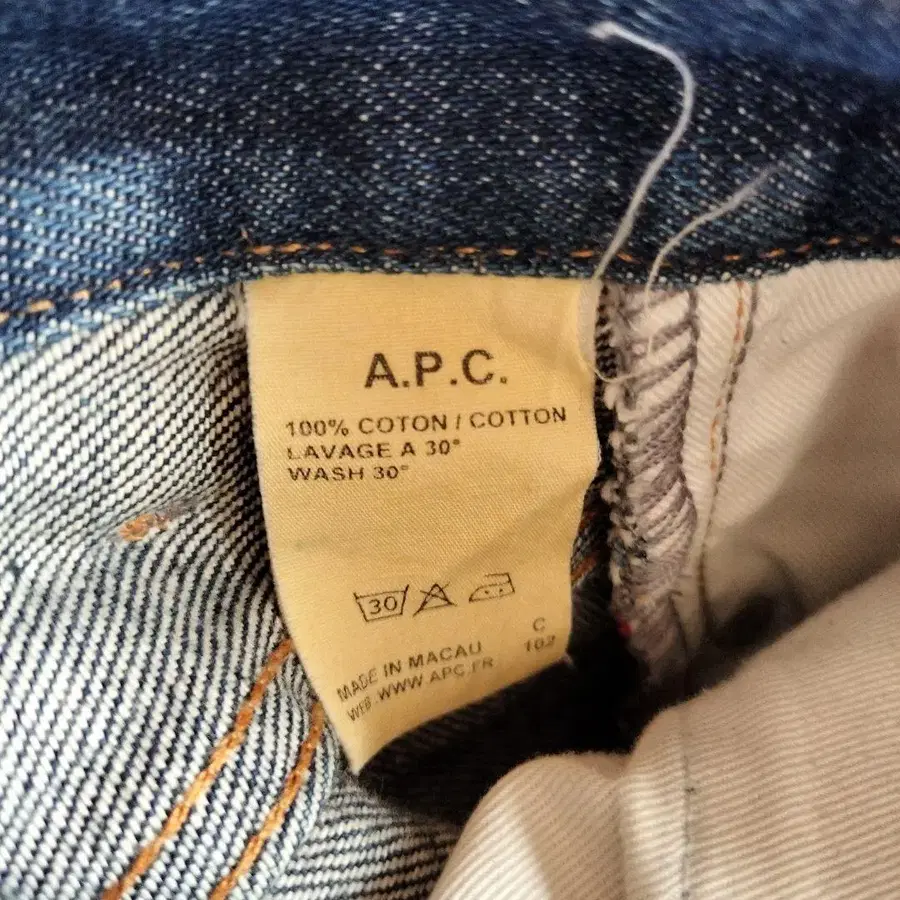 A.P.C.
100% COTON / COTTON
LAVAGE A 30°
WASH 30°
30
MADE IN MACAU C
WEB.WWW APC.FR 102